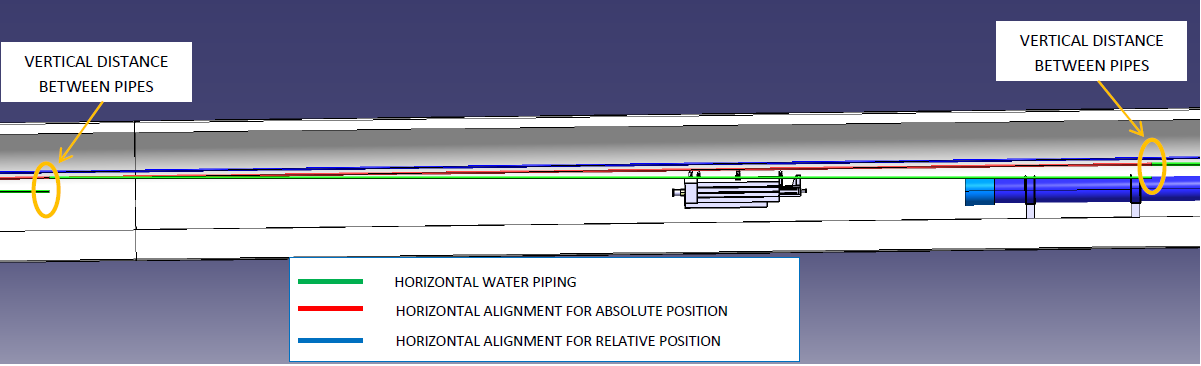 VERTICAL DISTANCE
BETWEEN PIPES
VERTICAL DISTANCE
BETWEEN PIPES
HORIZONTAL WATER PIPING
HORIZONTAL ALIGNMENT FOR ABSOLUTE POSITION
HORIZONTAL ALIGNMENT FOR RELATIVE POSITION